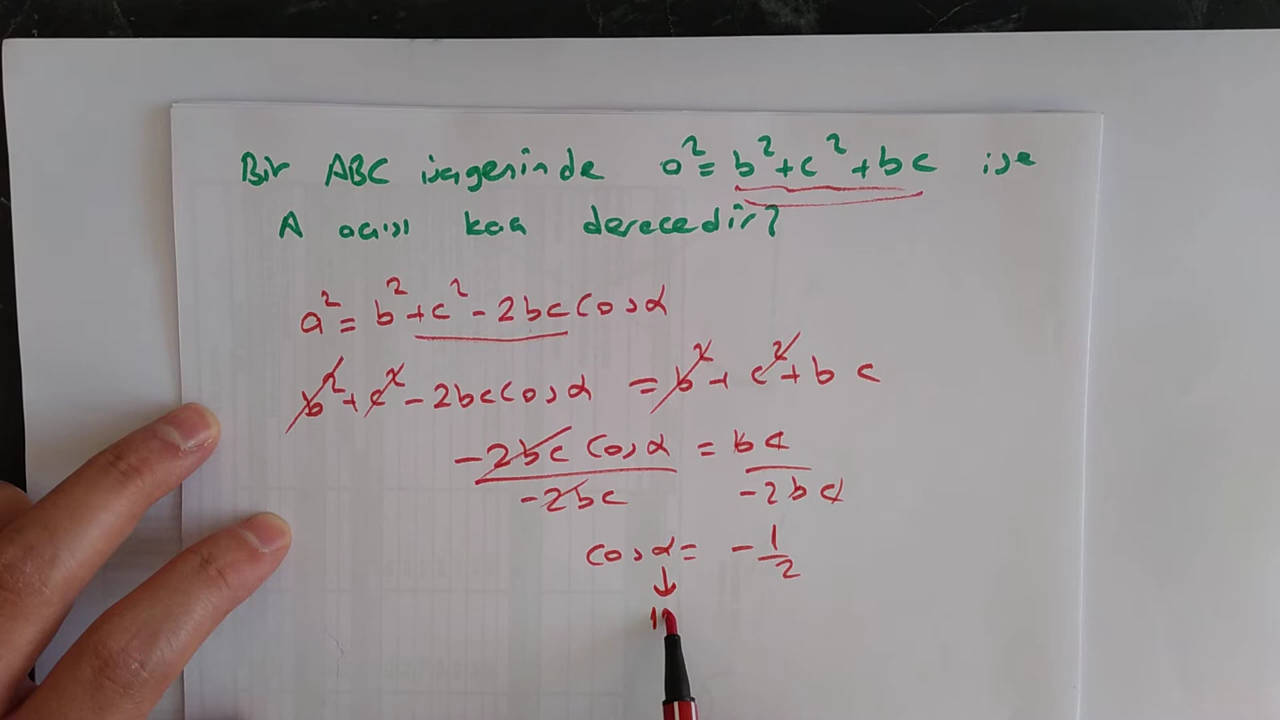 Bir ABC üçgeninde a² = b² + c² + bc ise
A açısı kaç derecedir?
a² = b² + c² - 2bc cos α
b² + c² - 2bc cos α = b² + c² + bc
-2bc cos α / -2bc = bc / -2bc
cos α = -1/2
↓